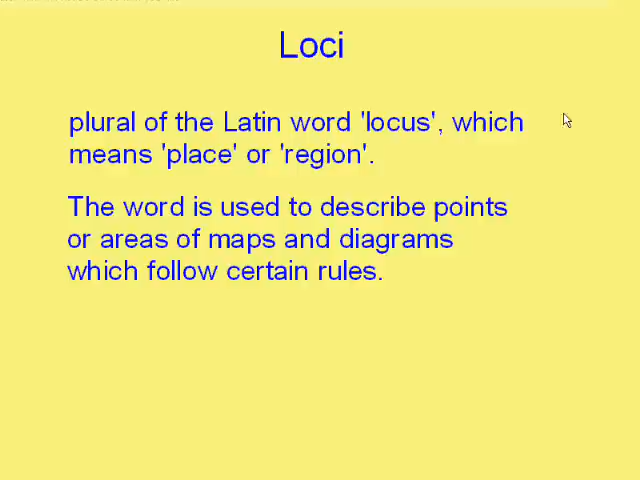 Loci
plural of the Latin word 'locus', which
means 'place' or 'region'.
The word is used to describe points
or areas of maps and diagrams
which follow certain rules.